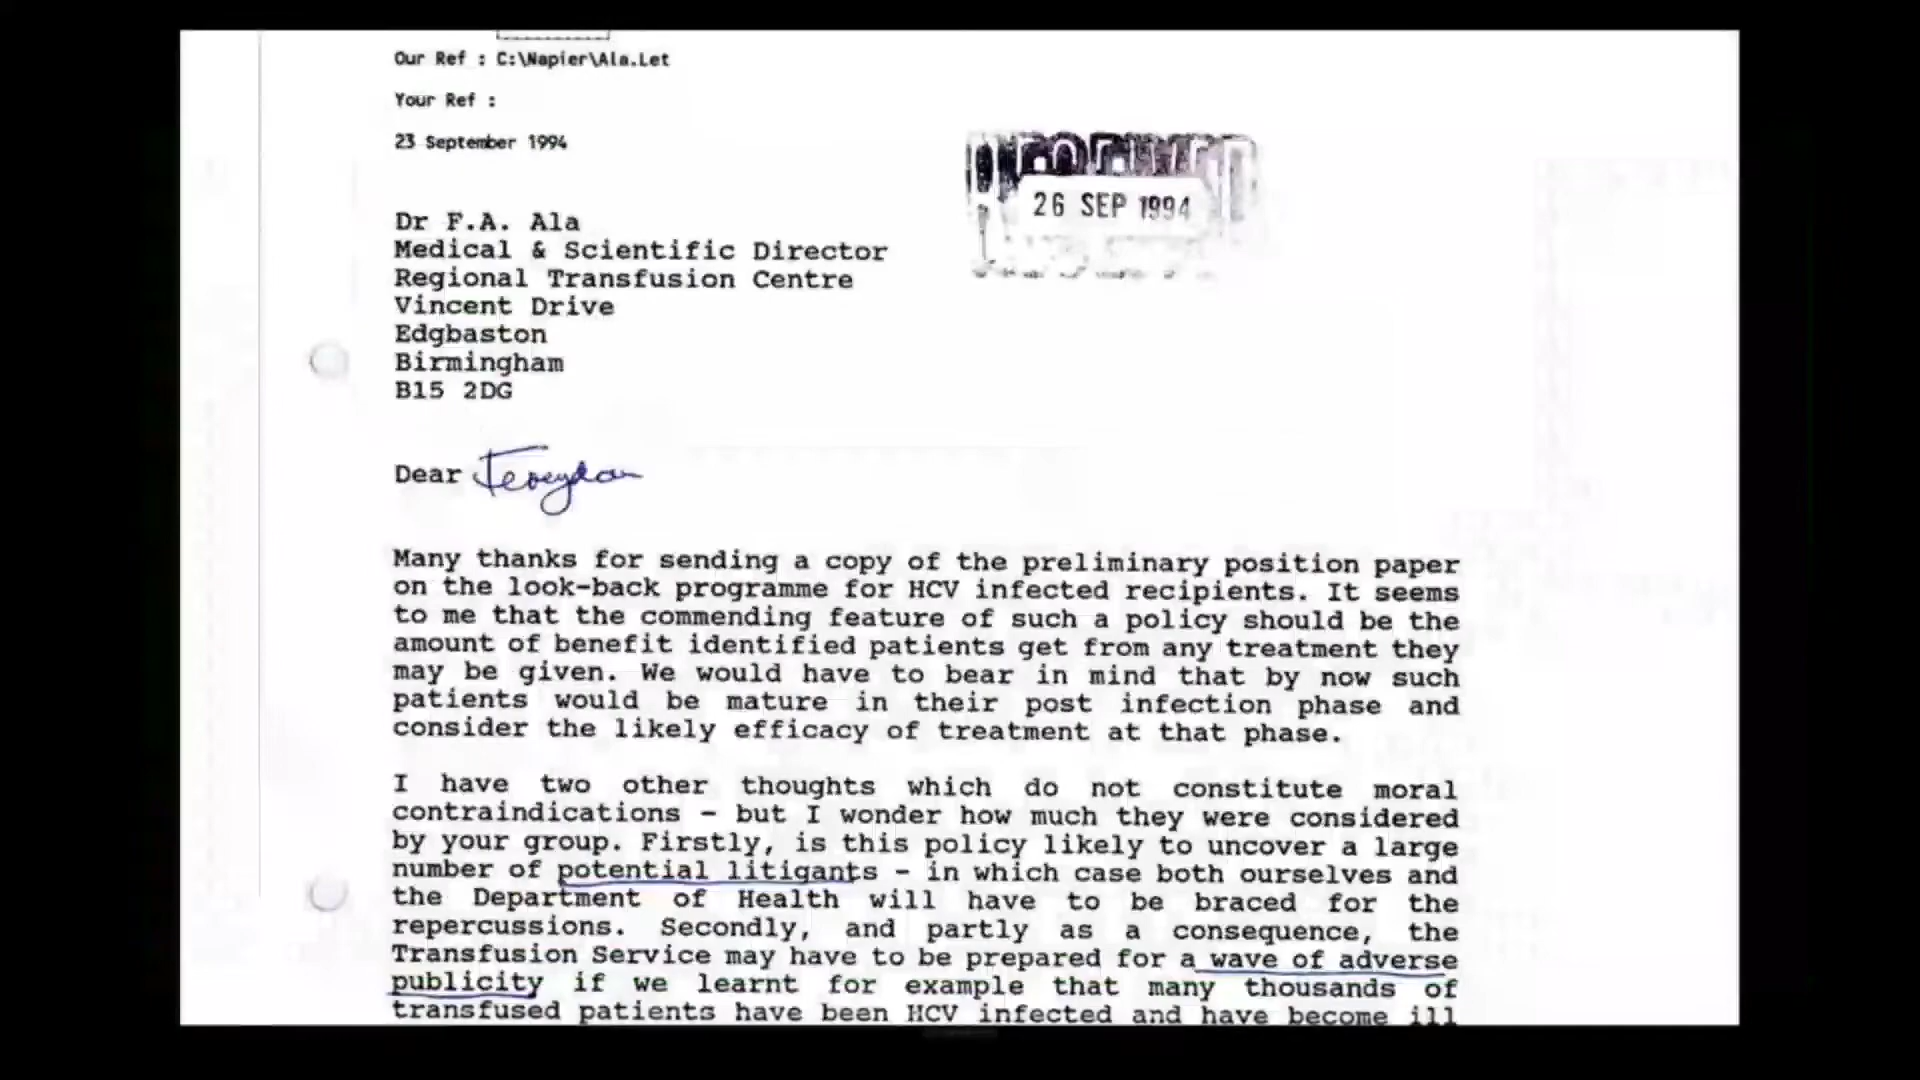 Our Ref : C:\Napier\Ala.Let
Your Ref :
23 September 1994
RECEIVED
26 SEP 1994
Dr F.A. Ala
Medical & Scientific Director
Regional Transfusion Centre
Vincent Drive
Edgbaston
Birmingham
B15 2DG
Dear Fereydoun
Many thanks for sending a copy of the preliminary position paper
on the look-back programme for HCV infected recipients. It seems
to me that the commending feature of such a policy should be the
amount of benefit identified patients get from any treatment they
may be given. We would have to bear in mind that by now such
patients would be mature in their post infection phase and
consider the likely efficacy of treatment at that phase.
I have two other thoughts which do not constitute moral
contraindications – but I wonder how much they were considered
by your group. Firstly, is this policy likely to uncover a large
number of potential litigants – in which case both ourselves and
the Department of Health will have to be braced for the
repercussions. Secondly, and partly as a consequence, the
Transfusion Service may have to be prepared for a wave of adverse
publicity if we learnt for example that many thousands of
transfused patients have been HCV infected and have become ill